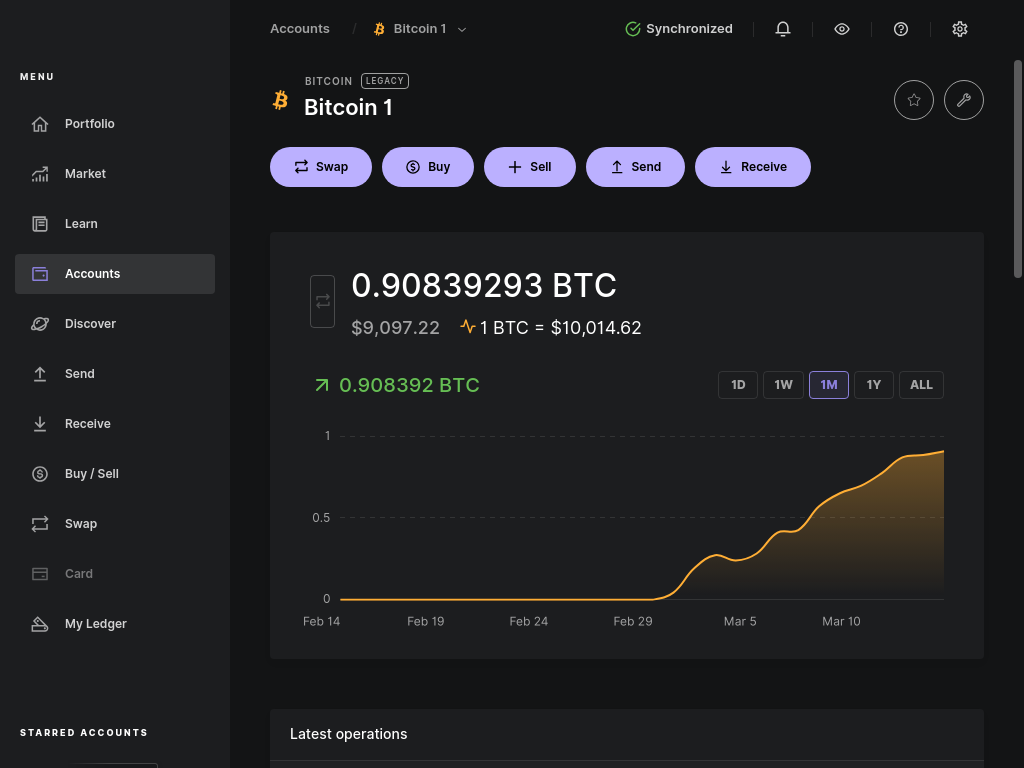 Accounts / Bitcoin 1
Synchronized
MENU
Portfolio
Market
Learn
Accounts
Discover
Send
Receive
Buy / Sell
Swap
Card
My Ledger
STARRED ACCOUNTS
BITCOIN LEGACY
Bitcoin 1
Swap Buy Sell Send Receive
0.90839293 BTC
$9,097.22 1 BTC = $10,014.62
0.908392 BTC
1D 1W 1M 1Y ALL
1
0.5
0
Feb 14 Feb 19 Feb 24 Feb 29 Mar 5 Mar 10
Latest operations